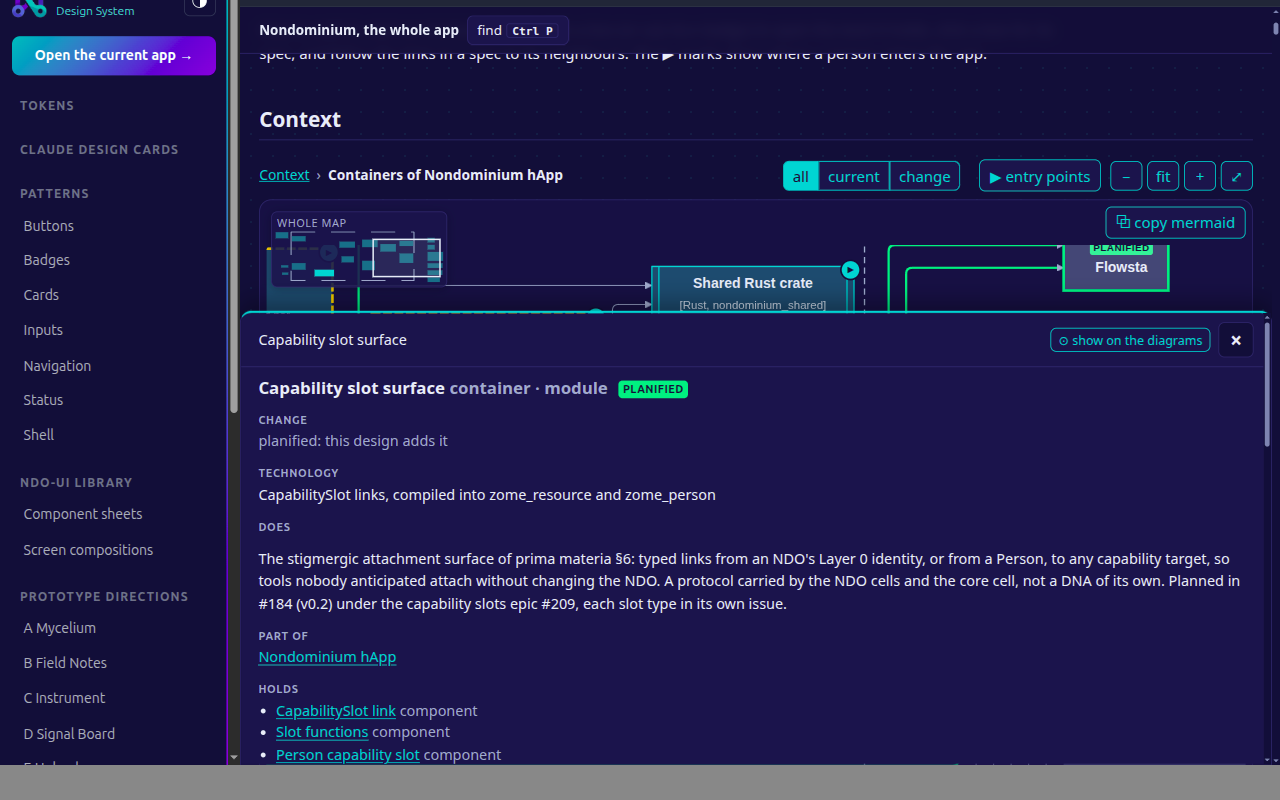 Design System
Open the current app →
TOKENS
CLAUDE DESIGN CARDS
PATTERNS
Buttons
Badges
Cards
Inputs
Navigation
Status
Shell
NDO-UI LIBRARY
Component sheets
Screen compositions
PROTOTYPE DIRECTIONS
A Mycelium
B Field Notes
C Instrument
D Signal Board
Nondominium, the whole app
find Ctrl P
spec, and follow the links in a spec to its neighbours. The ▶ marks show where a person enters the app.
Context
Context › Containers of Nondominium hApp
all current change
▶ entry points
− fit + ⤢
WHOLE MAP
copy mermaid
PLANIFIED
Flowsta
Shared Rust crate
[Rust, nondominium_shared]
Capability slot surface
⊙ show on the diagrams ×
Capability slot surface container · module PLANIFIED
CHANGE
planified: this design adds it
TECHNOLOGY
CapabilitySlot links, compiled into zome_resource and zome_person
DOES
The stigmergic attachment surface of prima materia §6: typed links from an NDO's Layer 0 identity, or from a Person, to any capability target, so
tools nobody anticipated attach without changing the NDO. A protocol carried by the NDO cells and the core cell, not a DNA of its own. Planned in
#184 (v0.2) under the capability slots epic #209, each slot type in its own issue.
PART OF
Nondominium hApp
HOLDS
• CapabilitySlot link component
• Slot functions component
• Person capability slot component